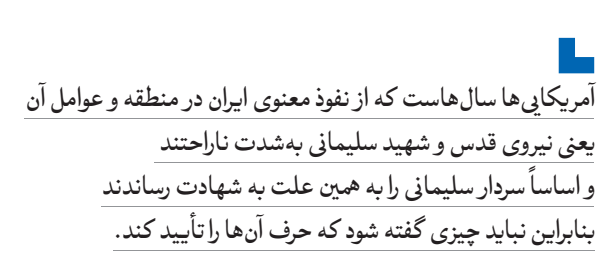 آمریکایی‌ها سال‌هاست که از نفوذ معنوی ایران در منطقه و عوامل آن
یعنی نیروی قدس و شهید سلیمانی به‌شدت ناراحتند
و اساساً سردار سلیمانی را به همین علت به شهادت رساندند
بنابراین نباید چیزی گفته شود که حرف آن‌ها را تأیید کند.